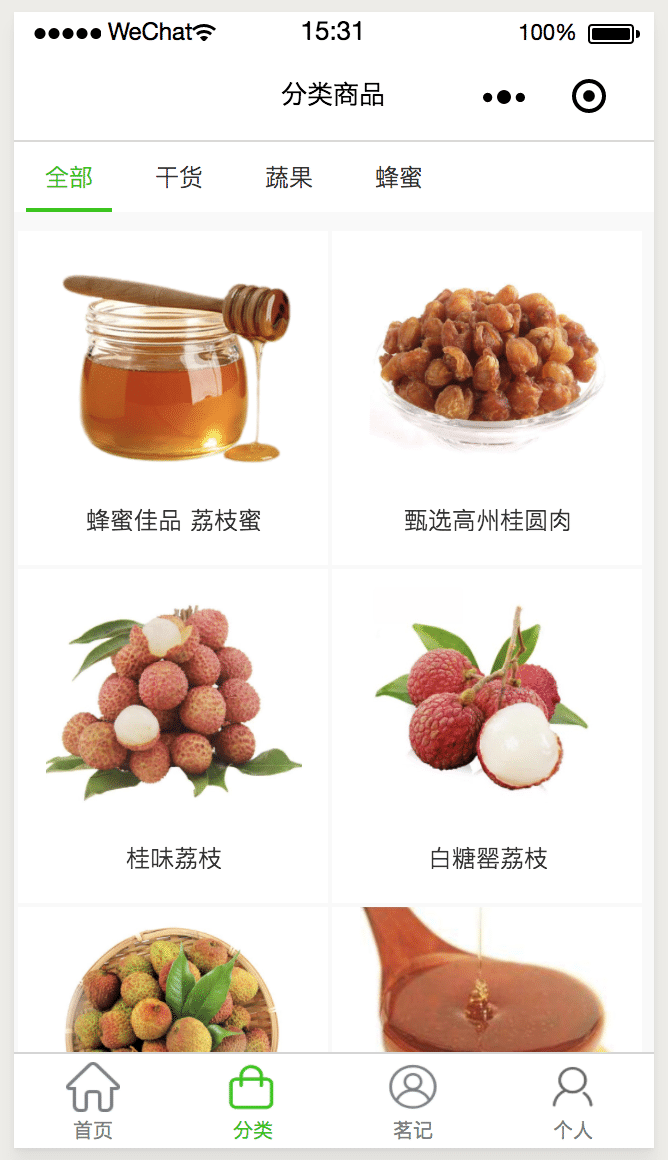 WeChat 15:31 100%
分类商品
全部 干货 蔬果 蜂蜜
蜂蜜佳品 荔枝蜜 甄选高州桂圆肉
桂味荔枝 白糖罂荔枝
首页 分类 茗记 个人